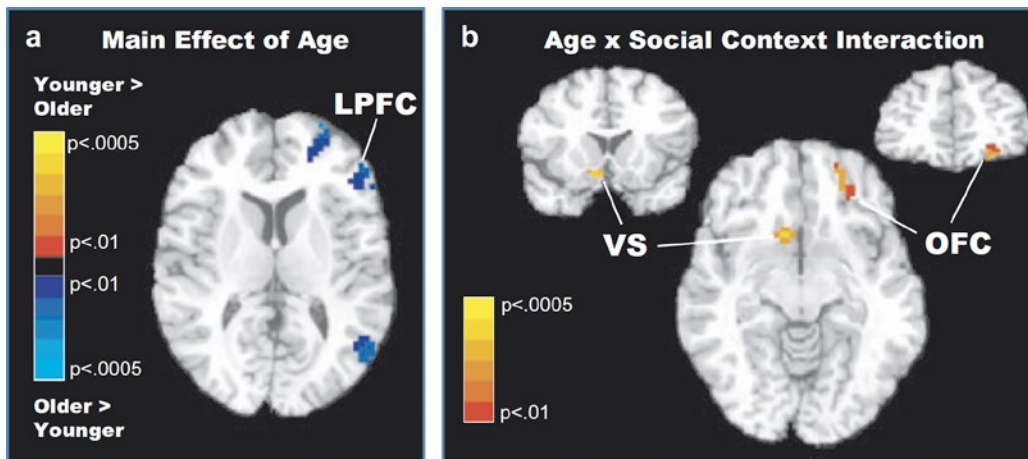 a Main Effect of Age
Younger >
Older
LPFC
p<.0005
p<.01
p<.01
p<.0005
Older >
Younger
b Age x Social Context Interaction
VS
OFC
p<.0005
p<.01